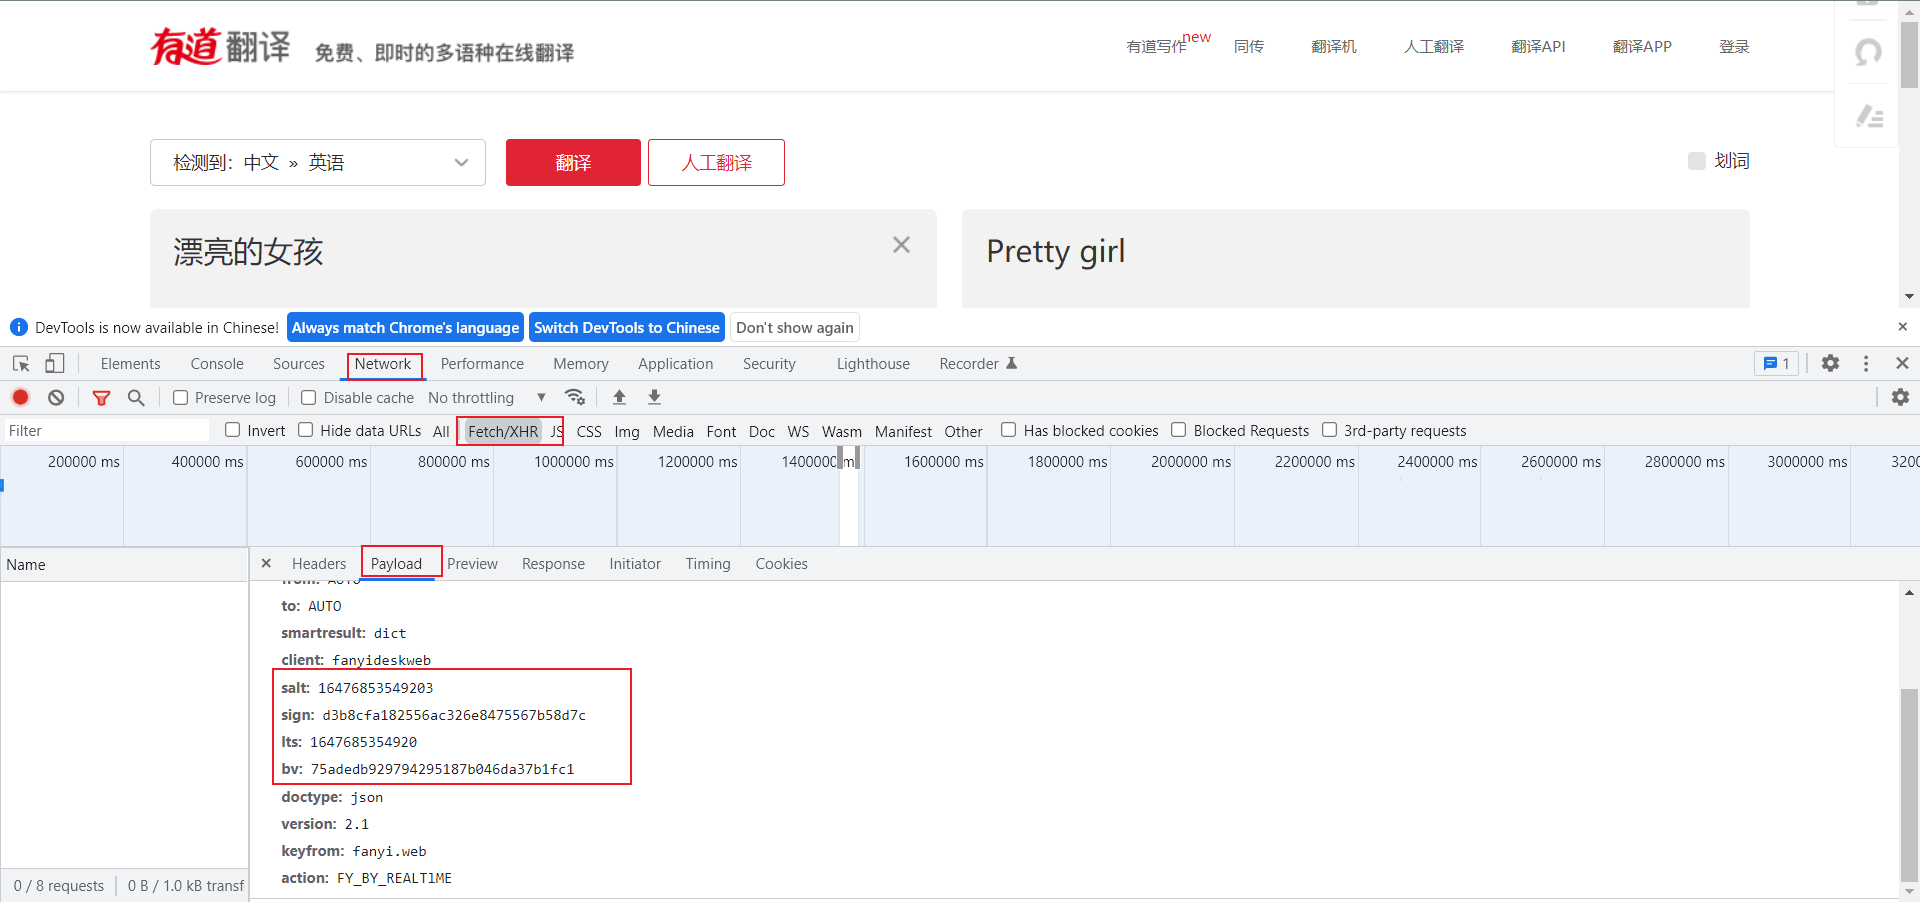 有道翻译 免费、即时的多语种在线翻译 有道写作 new 同传 翻译机 人工翻译 翻译API 翻译APP 登录
检测到：中文 » 英语 翻译 人工翻译 划词
漂亮的女孩 Pretty girl
DevTools is now available in Chinese! Always match Chrome's language Switch DevTools to Chinese Don't show again
Elements Console Sources Network Performance Memory Application Security Lighthouse Recorder 1
Preserve log Disable cache No throttling
Filter Invert Hide data URLs All Fetch/XHR JS CSS Img Media Font Doc WS Wasm Manifest Other Has blocked cookies Blocked Requests 3rd-party requests
200000 ms 400000 ms 600000 ms 800000 ms 1000000 ms 1200000 ms 1400000 m 1600000 ms 1800000 ms 2000000 ms 2200000 ms 2400000 ms 2600000 ms 2800000 ms 3000000 ms 3200
Name Headers Payload Preview Response Initiator Timing Cookies
from: AUTO
to: AUTO
smartresult: dict
client: fanyideskweb
salt: 16476853549203
sign: d3b8cfa182556ac326e8475567b58d7c
lts: 1647685354920
bv: 75adedb929794295187b046da37b1fc1
doctype: json
version: 2.1
keyfrom: fanyi.web
action: FY_BY_REALTlME
0 / 8 requests 0 B / 1.0 kB transf